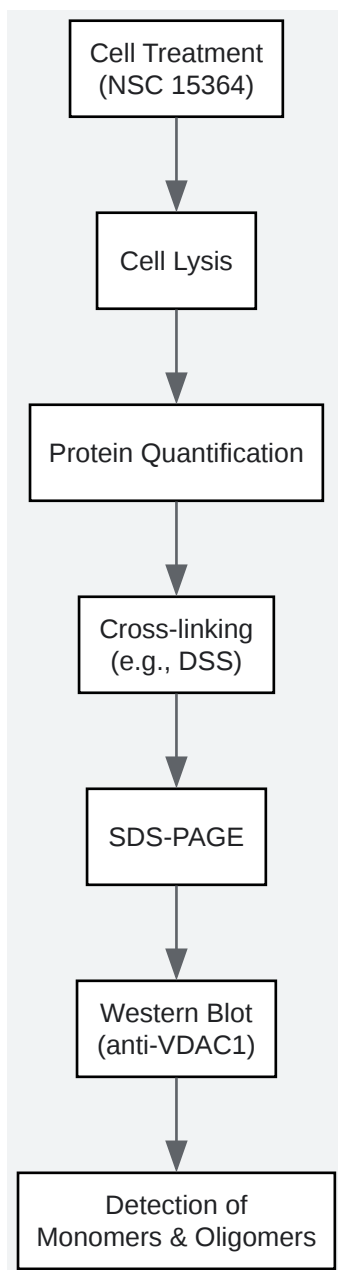 Cell Treatment
(NSC 15364)
Cell Lysis
Protein Quantification
Cross-linking
(e.g., DSS)
SDS-PAGE
Western Blot
(anti-VDAC1)
Detection of
Monomers & Oligomers